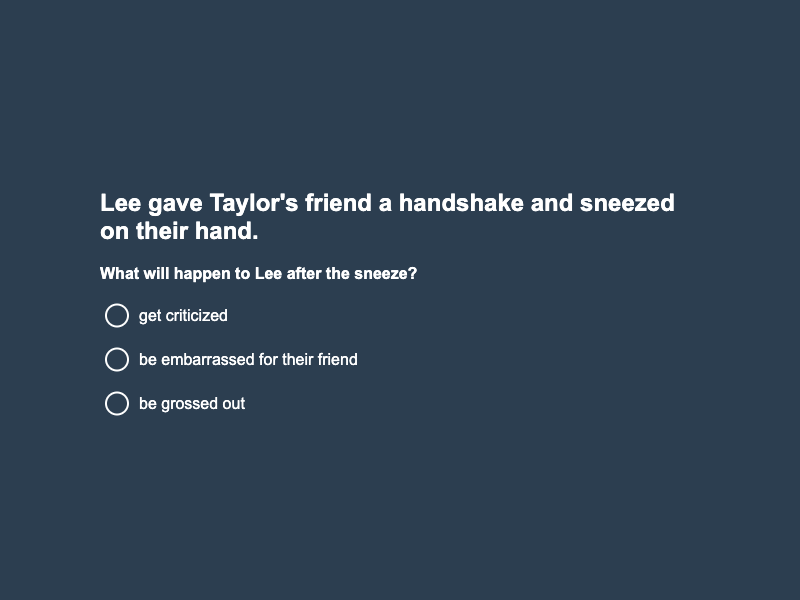 Lee gave Taylor's friend a handshake and sneezed
on their hand.
What will happen to Lee after the sneeze?
get criticized
be embarrassed for their friend
be grossed out